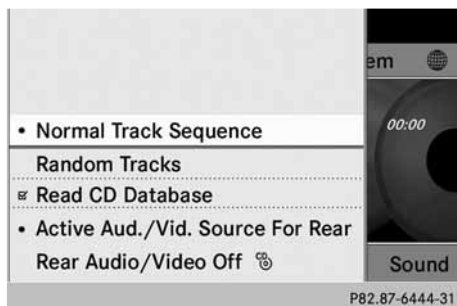 em
00:00
• Normal Track Sequence
Random Tracks
Read CD Database
• Active Aud./Vid. Source For Rear
Rear Audio/Video Off CD
Sound
P82.87-6444-31